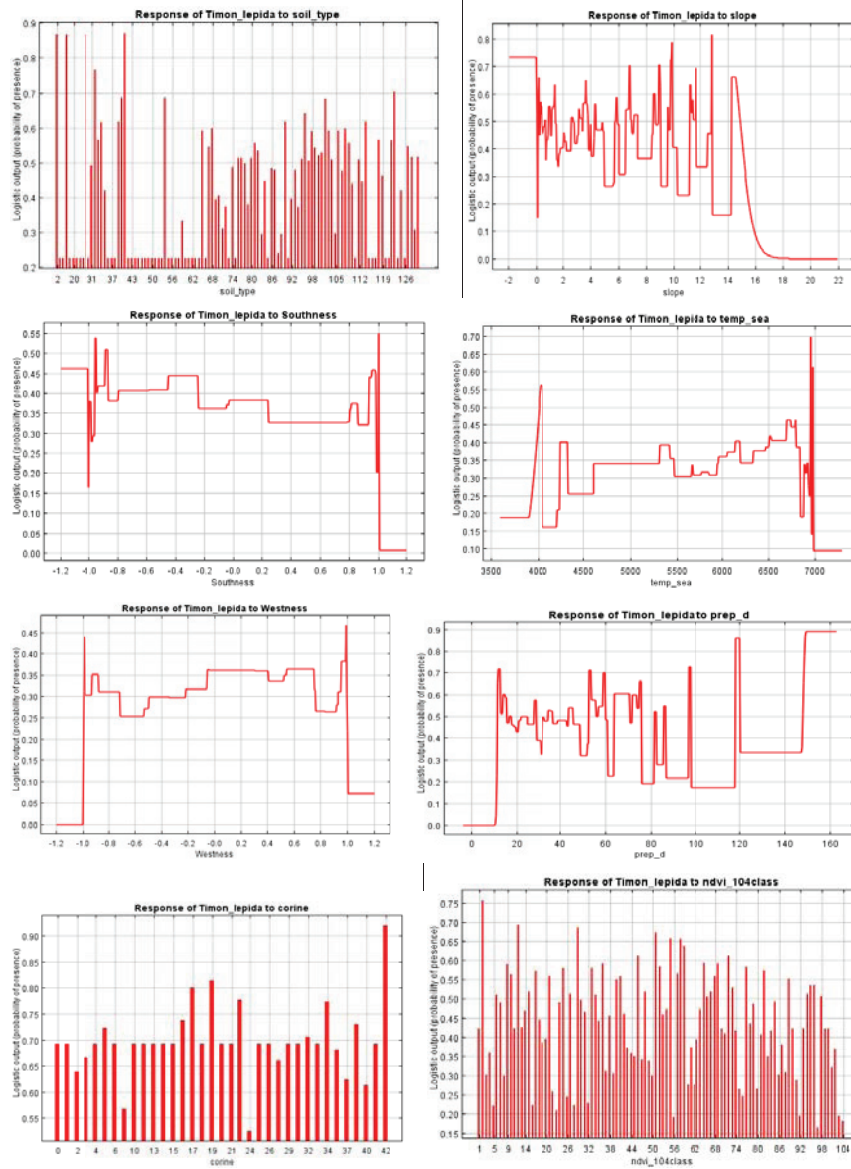 Response of Timon_lepida to soil_type
Logistic output (probability of presence)
0.9
0.8
0.7
0.6
0.5
0.4
0.3
0.2
2 20 31 43 56 68 74 80 92 98 105 112 119 126
soil_type
Response of Timon_lepida to slope
Logistic output (probability of presence)
0.8
0.7
0.6
0.5
0.4
0.3
0.2
0.1
0.0
-2 0 2 4 6 8 10 12 14 16 18 20 22
slope
Response of Timon_lepida to Southness
Logistic output (probability of presence)
0.55
0.50
0.45
0.40
0.35
0.30
0.25
0.20
0.15
0.10
0.05
0.00
-1.2 -1.0 -0.8 -0.6 -0.4 -0.2 -0.0 0.2 0.4 0.6 0.8 1.0 1.2
Southness
Response of Timon_lepida to temp_sea
Logistic output (probability of presence)
0.70
0.65
0.60
0.55
0.50
0.45
0.40
0.35
0.30
0.25
0.20
0.15
0.10
3500 4000 4500 5000 5500 6000 6500 7000
temp_sea
Response of Timon_lepida to Westness
Logistic output (probability of presence)
0.45
0.40
0.35
0.30
0.25
0.20
0.15
0.10
0.05
0.00
-1.2 -1.0 -0.8 -0.6 -0.4 -0.2 -0.0 0.2 0.4 0.6 0.8 1.0 1.2
Westness
Response of Timon_lepida to prep_d
Logistic output (probability of presence)
0.9
0.8
0.7
0.6
0.5
0.4
0.3
0.2
0.1
0.0
0 20 40 60 80 100 120 140 160
prep_d
Response of Timon_lepida to corine
Logistic output (probability of presence)
0.90
0.85
0.80
0.75
0.70
0.65
0.60
0.55
0 2 4 6 9 11 13 15 17 19 22 24 26 28 32 34 37 40 42
corine
Response of Timon_lepida to ndvi_104class
Logistic output (probability of presence)
0.75
0.70
0.65
0.60
0.55
0.50
0.45
0.40
0.35
0.30
0.25
0.20
0.15
1 5 9 14 20 26 32 38 44 50 56 62 68 74 80 86 92 98 104
ndvi_104class